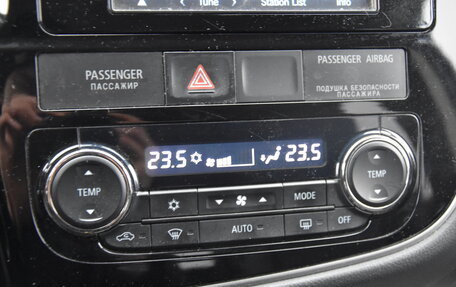 Tune
Station List
Info
PASSENGER
ПАССАЖИР
PASSENGER AIRBAG
ПОДУШКА БЕЗОПАСНОСТИ
ПАССАЖИРА
23.5
23.5
TEMP
TEMP
MODE
AUTO
OFF